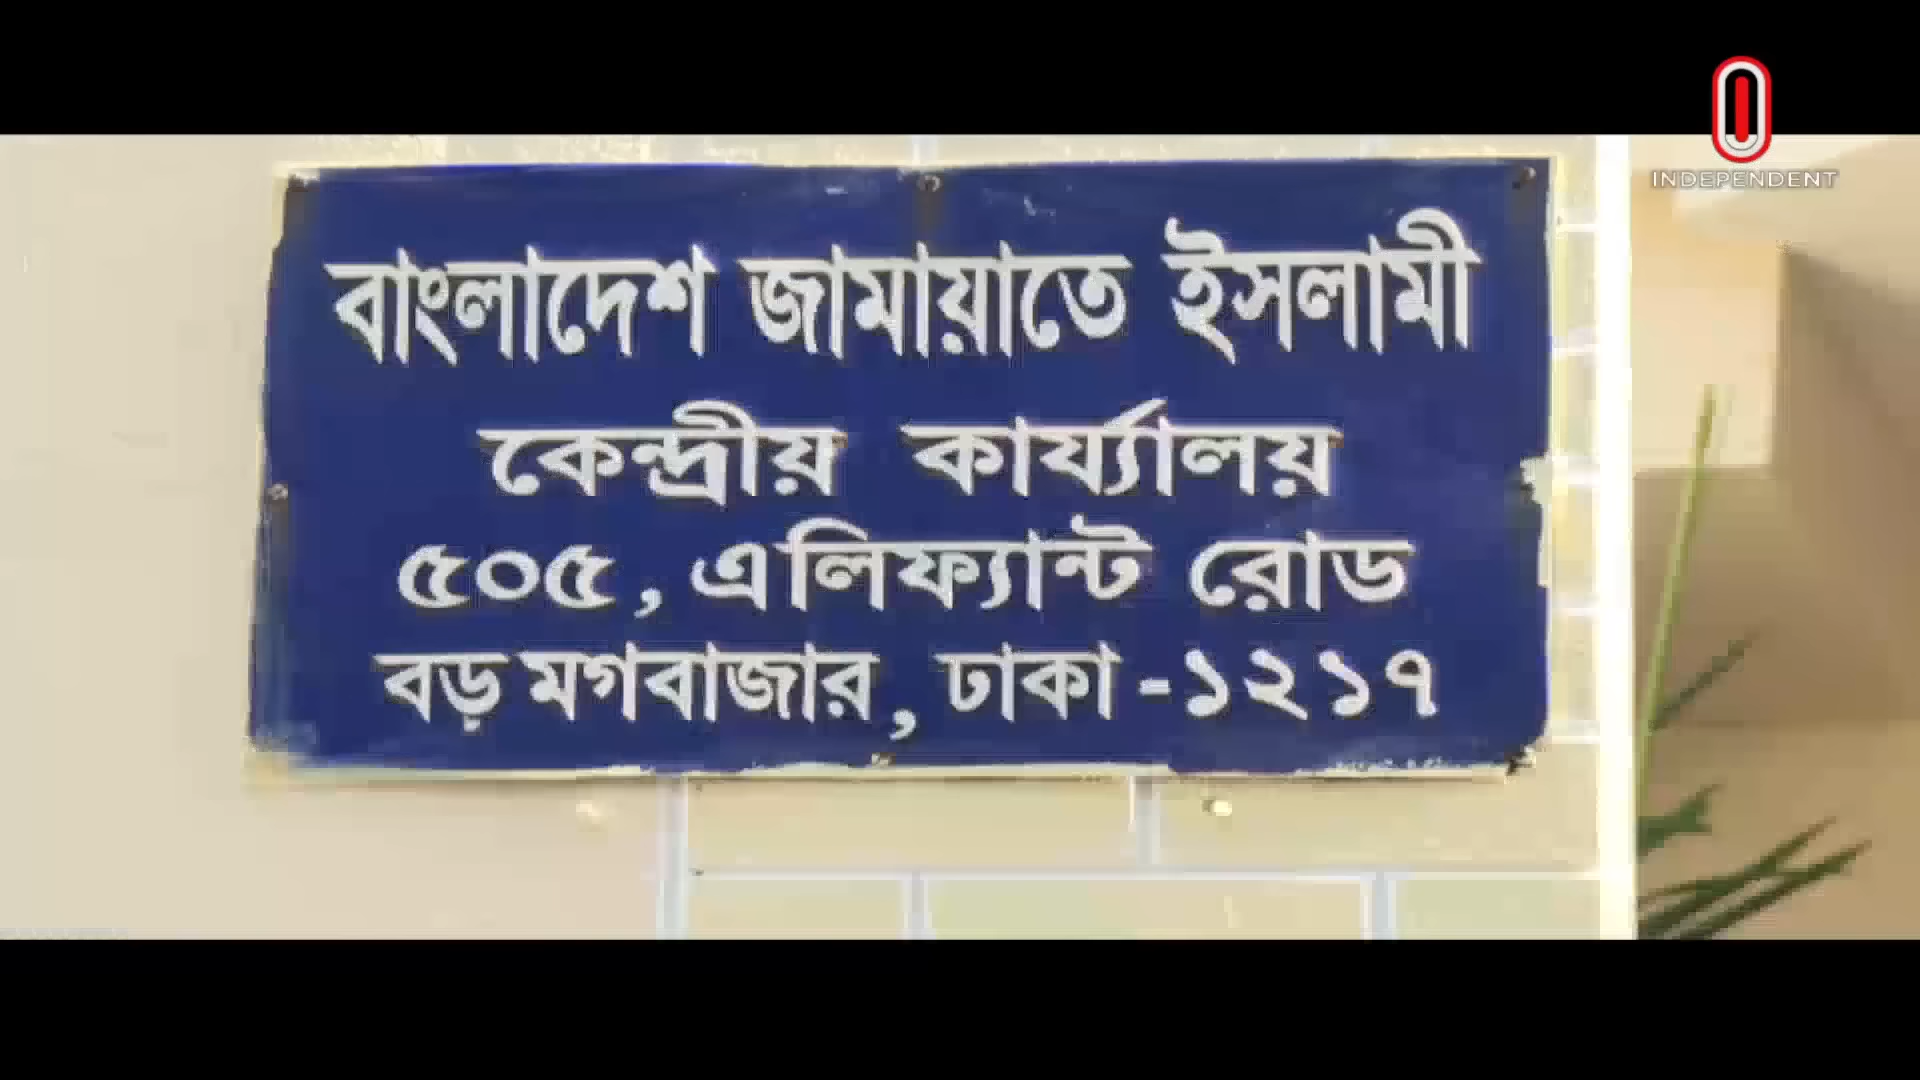 INDEPENDENT
বাংলাদেশ জামায়াতে ইসলামী
কেন্দ্রীয় কার্য্যালয়
৫০৫, এলিফ্যান্ট রোড
বড় মগবাজার, ঢাকা -১২১৭